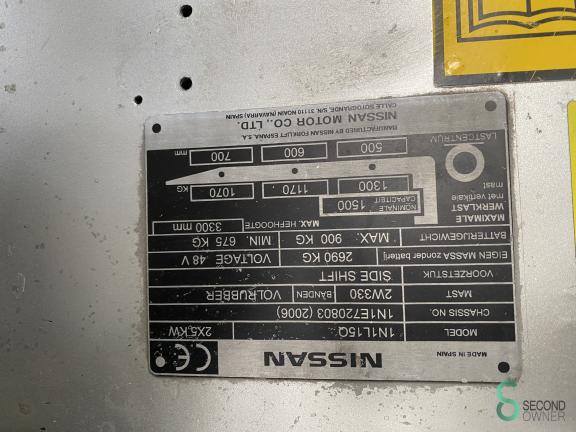 MADE IN SPAIN NISSAN CE
MODEL 1N1L15Q 2X5 KW
CHASSIS NO. 1N1E720803 (2006)
MAST 2W330 BANDEN VOLRUBBER
VOORZETSTUK SIDE SHIFT
EIGEN MASSA zonder batterij 2690 KG VOLTAGE 48 V
BATTERIJGEWICHT MAX. 900 KG MIN. 675 KG
MAXIMALE WERKLAST met vertikale mast
NOMINALE CAPACITEIT 1500
MAX. HEFHOOGTE 3300 mm
1300 1170 1070 KG
LASTCENTRUM 500 600 700 mm
MANUFACTURED BY NISSAN FORKLIFT ESPAÑA, S.A.
NISSAN MOTOR CO., LTD.
CALLE SOTOGRANDE, S/N. 31110 NOAIN (NAVARRA) SPAIN
SECOND
OWNER